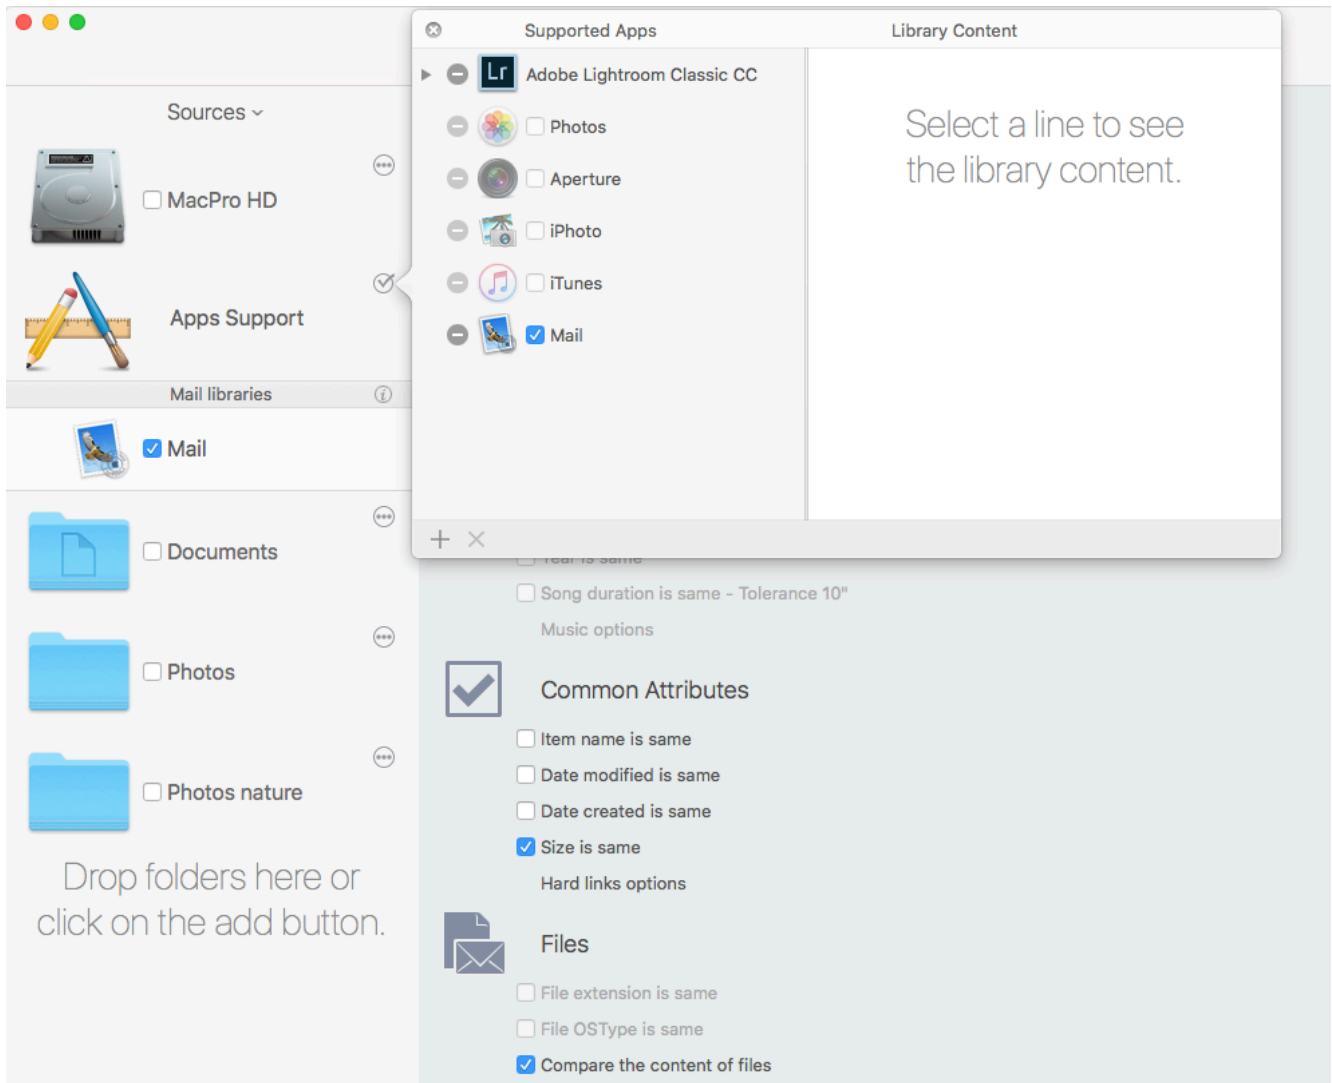 Supported Apps
Library Content
Lr Adobe Lightroom Classic CC
Photos
Aperture
iPhoto
iTunes
Mail
Select a line to see
the library content.
Sources
MacPro HD
Apps Support
Mail libraries
Mail
Documents
Photos
Photos nature
Drop folders here or
click on the add button.
Year is same
Song duration is same - Tolerance 10"
Music options
Common Attributes
Item name is same
Date modified is same
Date created is same
Size is same
Hard links options
Files
File extension is same
File OSType is same
Compare the content of files